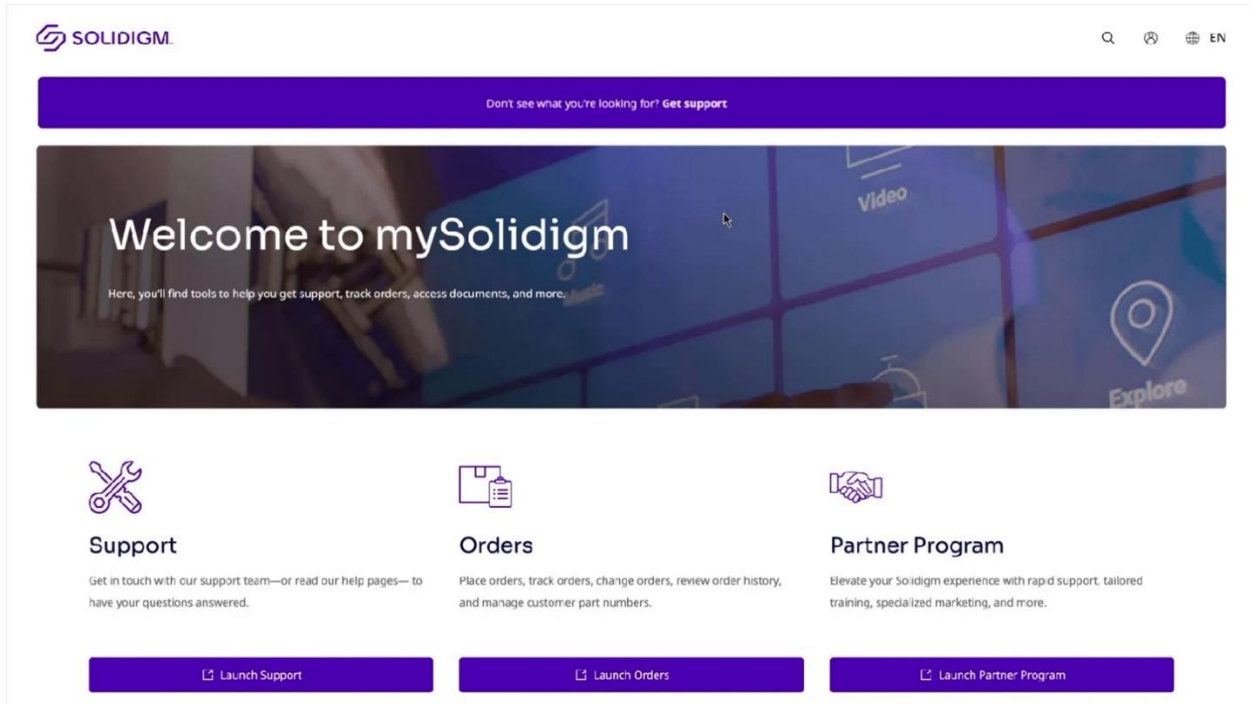 SOLIDIGM
EN
Don't see what you're looking for? Get support
Video
Welcome to mySolidigm
Music
Here, you'll find tools to help you get support, track orders, access documents, and more.
Explore
Support
Orders
Partner Program
Get in touch with our support team—or read our help pages— to
have your questions answered.
Place orders, track orders, change orders, review order history,
and manage customer part numbers.
Elevate your Solidigm experience with rapid support, tailored
training, specialized marketing, and more.
Launch Support
Launch Orders
Launch Partner Program